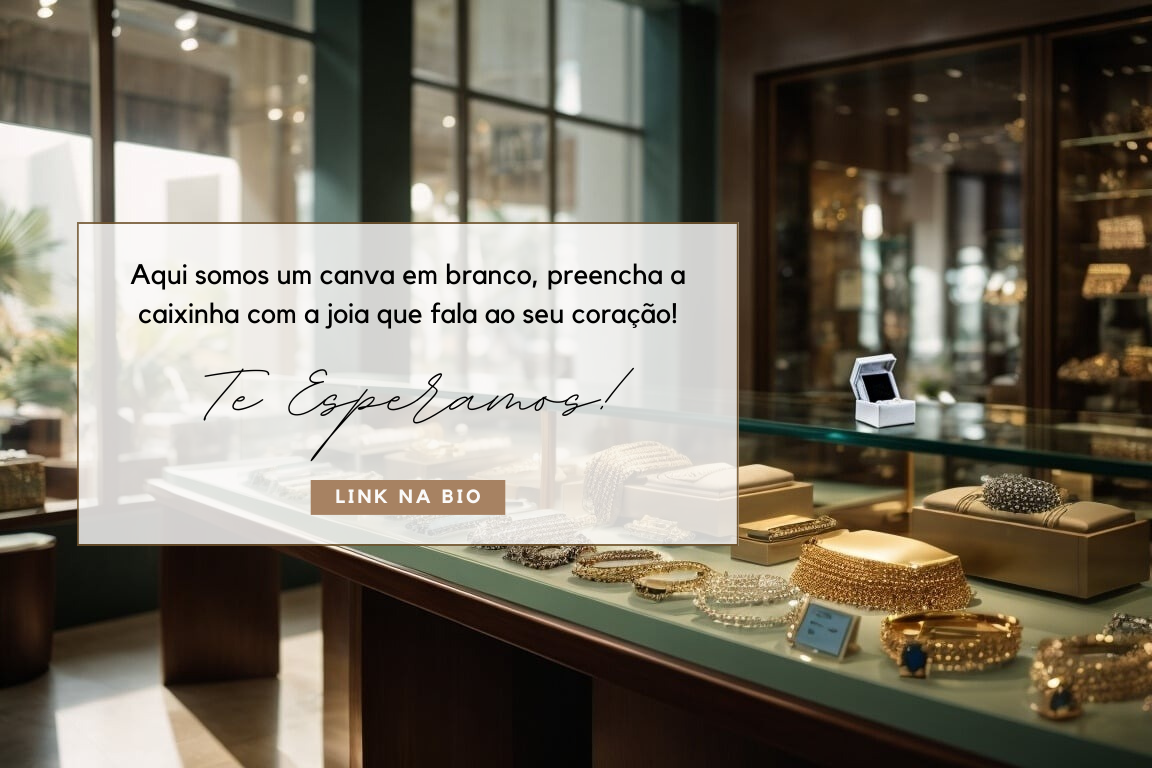 Aqui somos um canva em branco, preencha a
caixinha com a joia que fala ao seu coração!
Te Esperamos!
LINK NA BIO